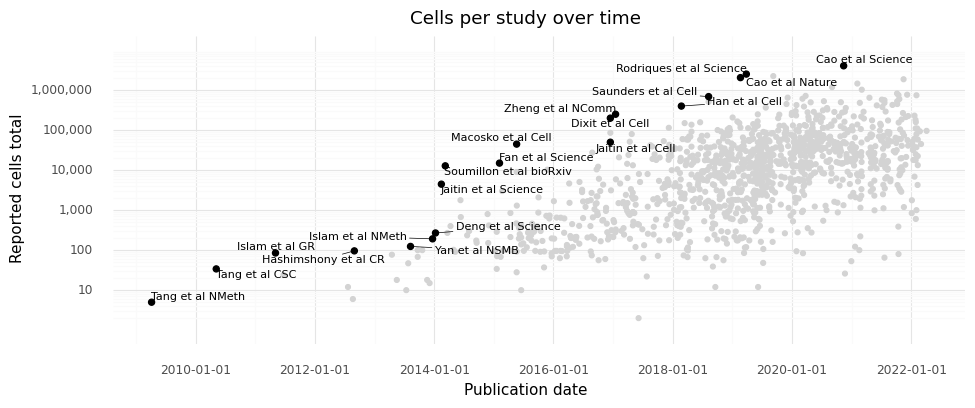 Cells per study over time
Reported cells total
1,000,000
100,000
10,000
1,000
100
10
Cao et al Science
Rodriques et al Science
Cao et al Nature
Saunders et al Cell
Han et al Cell
Zheng et al NComm
Dixit et al Cell
Macosko et al Cell
Jaitin et al Cell
Fan et al Science
Soumillon et al bioRxiv
Jaitin et al Science
Deng et al Science
Islam et al NMeth
Islam et al GR
Yan et al NSMB
Hashimshony et al CR
Tang et al CSC
Tang et al NMeth
2010-01-01
2012-01-01
2014-01-01
2016-01-01
2018-01-01
2020-01-01
2022-01-01
Publication date